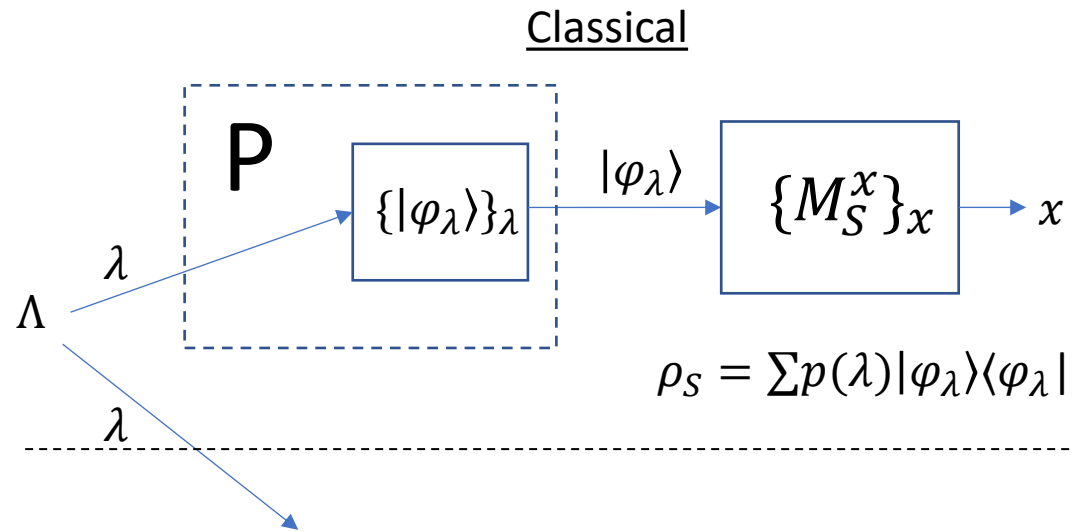 Classical
P
{|φ_λ⟩}_λ
|φ_λ⟩
{M_S^x}_x
x
λ
Λ
ρ_S = ∑p(λ)|φ_λ⟩⟨φ_λ|
λ